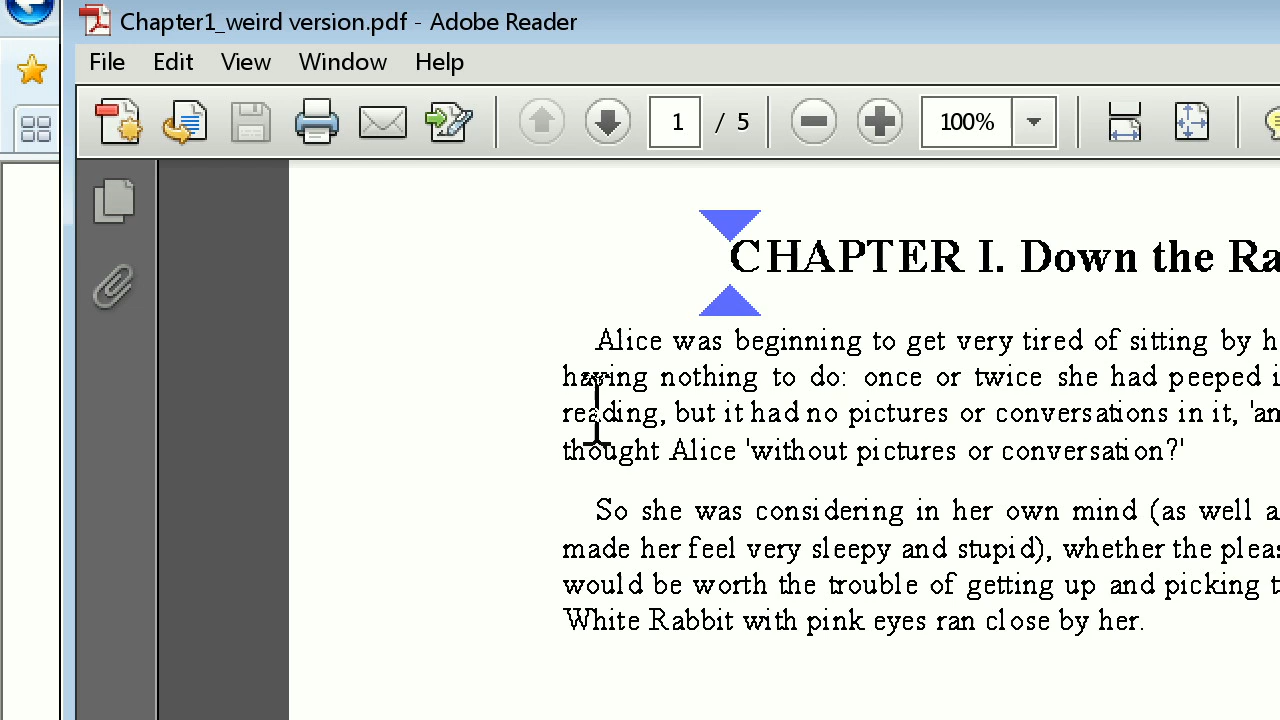 Chapter1_weird version.pdf - Adobe Reader
File Edit View Window Help
1 / 5 100%
CHAPTER I. Down the Ra
Alice was beginning to get very tired of sitting by h
having nothing to do: once or twice she had peeped i
reading, but it had no pictures or conversations in it, 'an
thought Alice 'without pictures or conversation?'
So she was considering in her own mind (as well a
made her feel very sleepy and stupid), whether the pleas
would be worth the trouble of getting up and picking t
White Rabbit with pink eyes ran close by her.